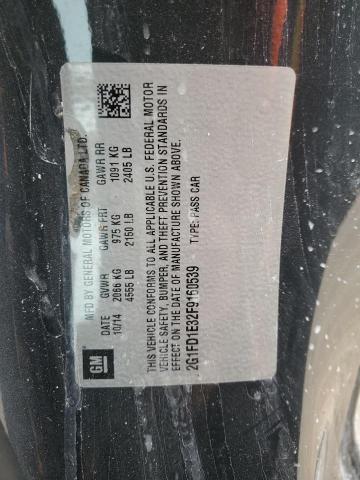 GM
MFD BY GENERAL MOTORS OF CANADA LTD.
10/14 GVWR GAWR FRT GAWR RR
2066 KG 975 KG 1091 KG
4555 LB 2150 LB 2405 LB
THIS VEHICLE CONFORMS TO ALL APPLICABLE U.S. FEDERAL MOTOR
VEHICLE SAFETY, BUMPER, AND THEFT PREVENTION STANDARDS IN
EFFECT ON THE DATE OF MANUFACTURE SHOWN ABOVE.
2G1FD1E32F9160539 TYPE: PASS CAR